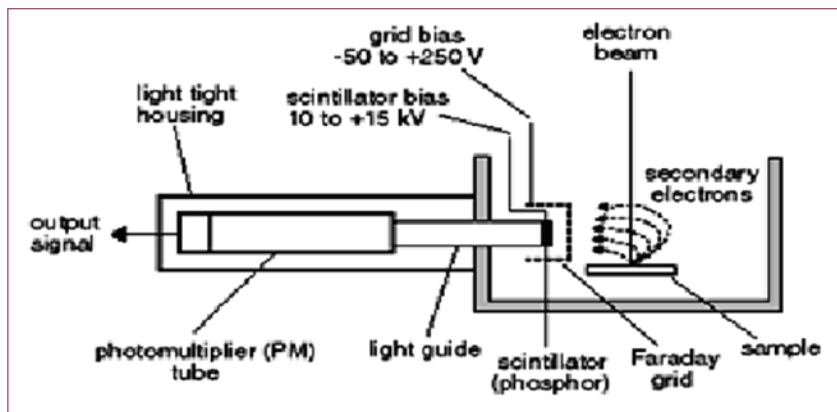 grid bias
-50 to +250 V
electron
beam
light tight
housing
scintillator bias
10 to +15 kV
secondary
electrons
output
signal
photomultiplier (PM)
tube
light guide
scintillator
(phosphor)
Faraday
grid
sample